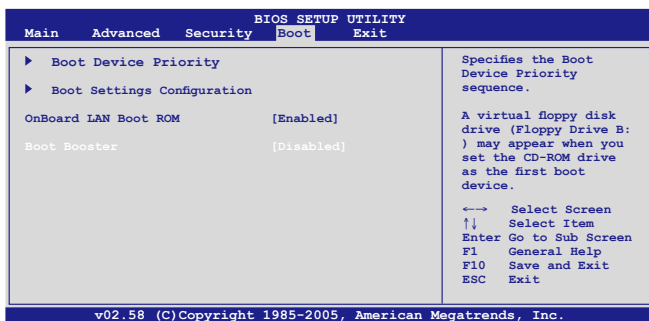 BIOS SETUP UTILITY
Main Advanced Security Boot Exit
Boot Device Priority
Boot Settings Configuration
OnBoard LAN Boot ROM [Enabled]
Boot Booster [Disabled]
Specifies the Boot
Device Priority
sequence.
A virtual floppy disk
drive (Floppy Drive B:
) may appear when you
set the CD-ROM drive
as the first boot
device.
←→ Select Screen
↑↓ Select Item
Enter Go to Sub Screen
F1 General Help
F10 Save and Exit
ESC Exit
v02.58 (C)Copyright 1985-2005, American Megatrends, Inc.